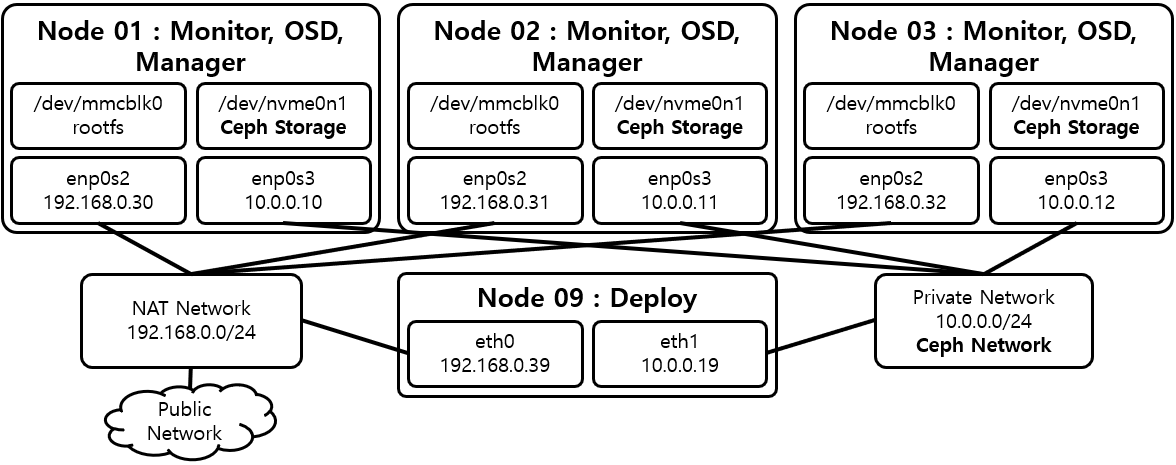 Node 01 : Monitor, OSD,
Manager
/dev/mmcblk0
rootfs
/dev/nvme0n1
Ceph Storage
enp0s2
192.168.0.30
enp0s3
10.0.0.10
Node 02 : Monitor, OSD,
Manager
/dev/mmcblk0
rootfs
/dev/nvme0n1
Ceph Storage
enp0s2
192.168.0.31
enp0s3
10.0.0.11
Node 03 : Monitor, OSD,
Manager
/dev/mmcblk0
rootfs
/dev/nvme0n1
Ceph Storage
enp0s2
192.168.0.32
enp0s3
10.0.0.12
NAT Network
192.168.0.0/24
Node 09 : Deploy
eth0
192.168.0.39
eth1
10.0.0.19
Private Network
10.0.0.0/24
Ceph Network
Public
Network